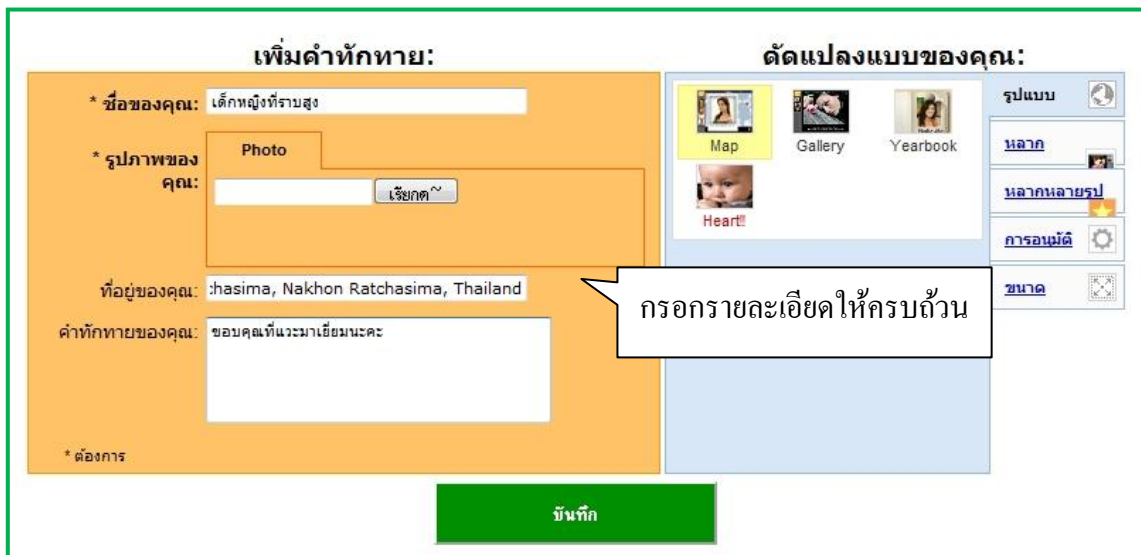 เพิ่มคำทักทาย:
* ชื่อของคุณ: เด็กหญิงที่ราบสูง
* รูปภาพของ
คุณ:
Photo
เรียกด~
ที่อยู่ของคุณ: :hasima, Nakhon Ratchasima, Thailand
คำทักทายของคุณ: ขอบคุณที่แวะมาเยี่ยมนะคะ
* ต้องการ
ดัดแปลงแบบของคุณ:
Map Gallery Yearbook
Heart!!
รูปแบบ
หลาก
หลากหลายรูป
การอนุมัติ
ขนาด
กรอกรายละเอียดให้ครบถ้วน
บันทึก